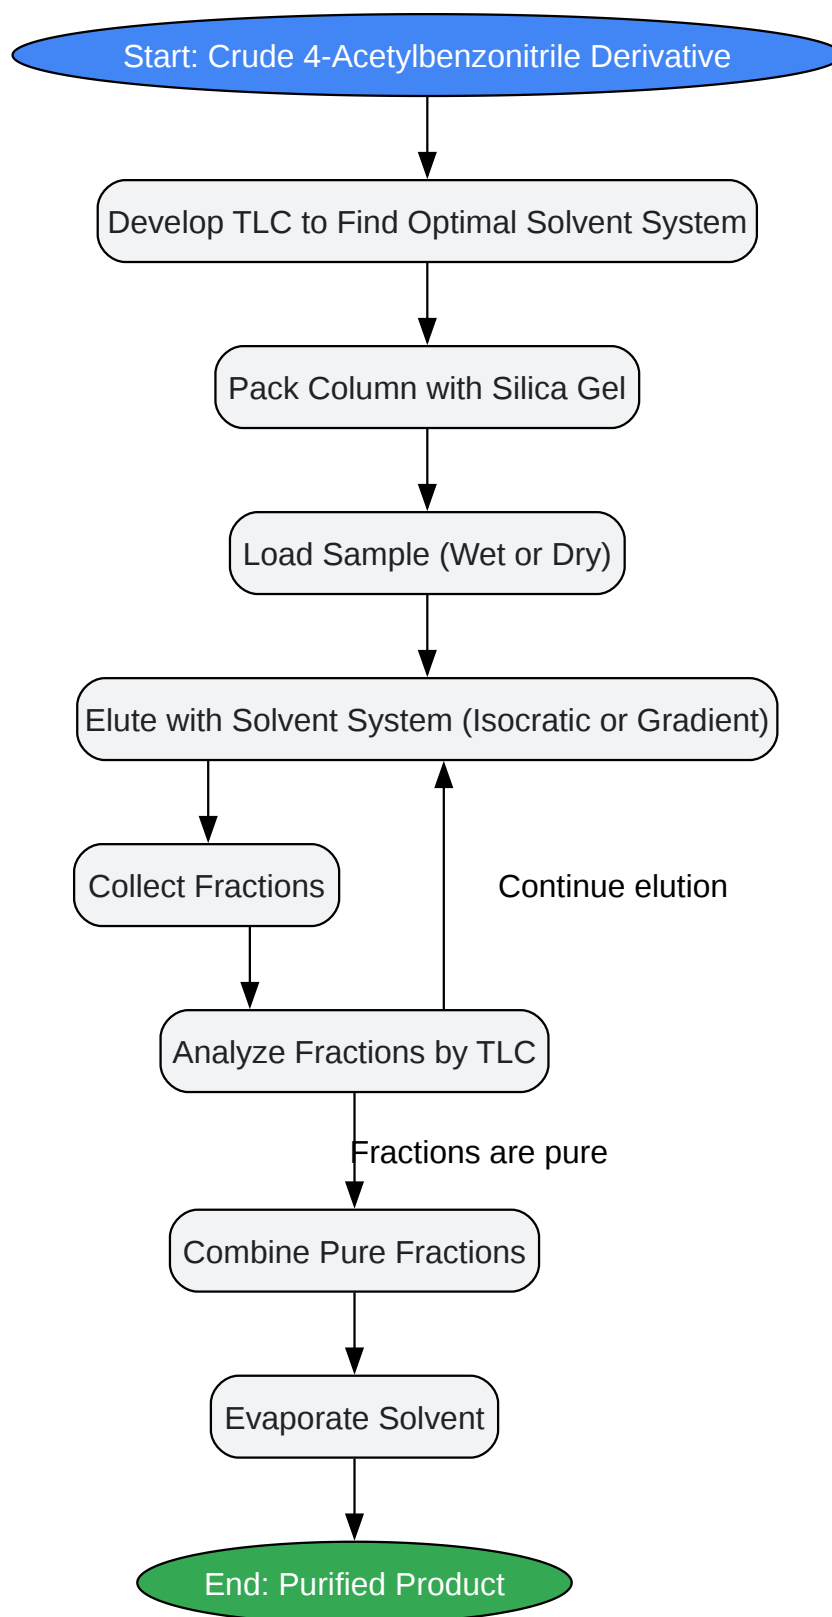 Start: Crude 4-Acetylbenzonitrile Derivative
Develop TLC to Find Optimal Solvent System
Pack Column with Silica Gel
Load Sample (Wet or Dry)
Elute with Solvent System (Isocratic or Gradient)
Collect Fractions
Continue elution
Analyze Fractions by TLC
Fractions are pure
Combine Pure Fractions
Evaporate Solvent
End: Purified Product